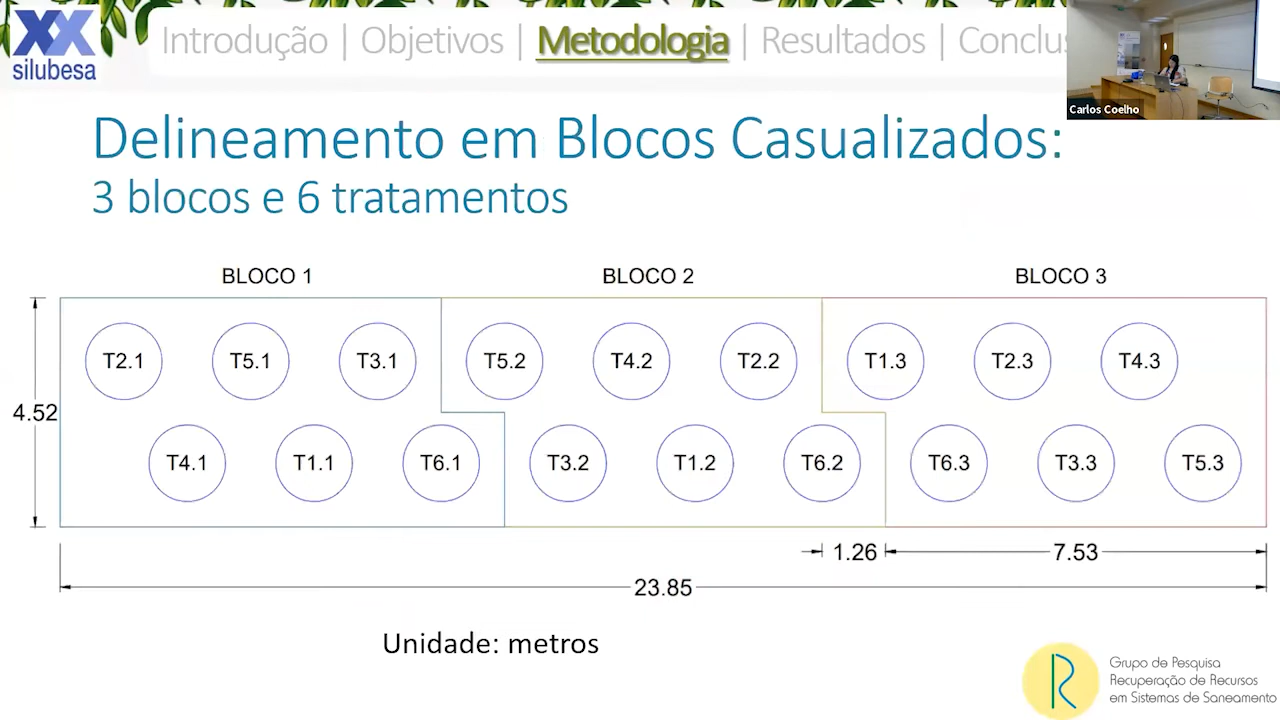 silubesa
Introdução | Objetivos | Metodologia | Resultados | Conclus
Carlos Coelho
Delineamento em Blocos Casualizados:
3 blocos e 6 tratamentos
BLOCO 1 BLOCO 2 BLOCO 3
T2.1 T5.1 T3.1 T5.2 T4.2 T2.2 T1.3 T2.3 T4.3
4.52
T4.1 T1.1 T6.1 T3.2 T1.2 T6.2 T6.3 T3.3 T5.3
1.26 7.53
23.85
Unidade: metros
Grupo de Pesquisa
Recuperação de Recursos
em Sistemas de Saneamento